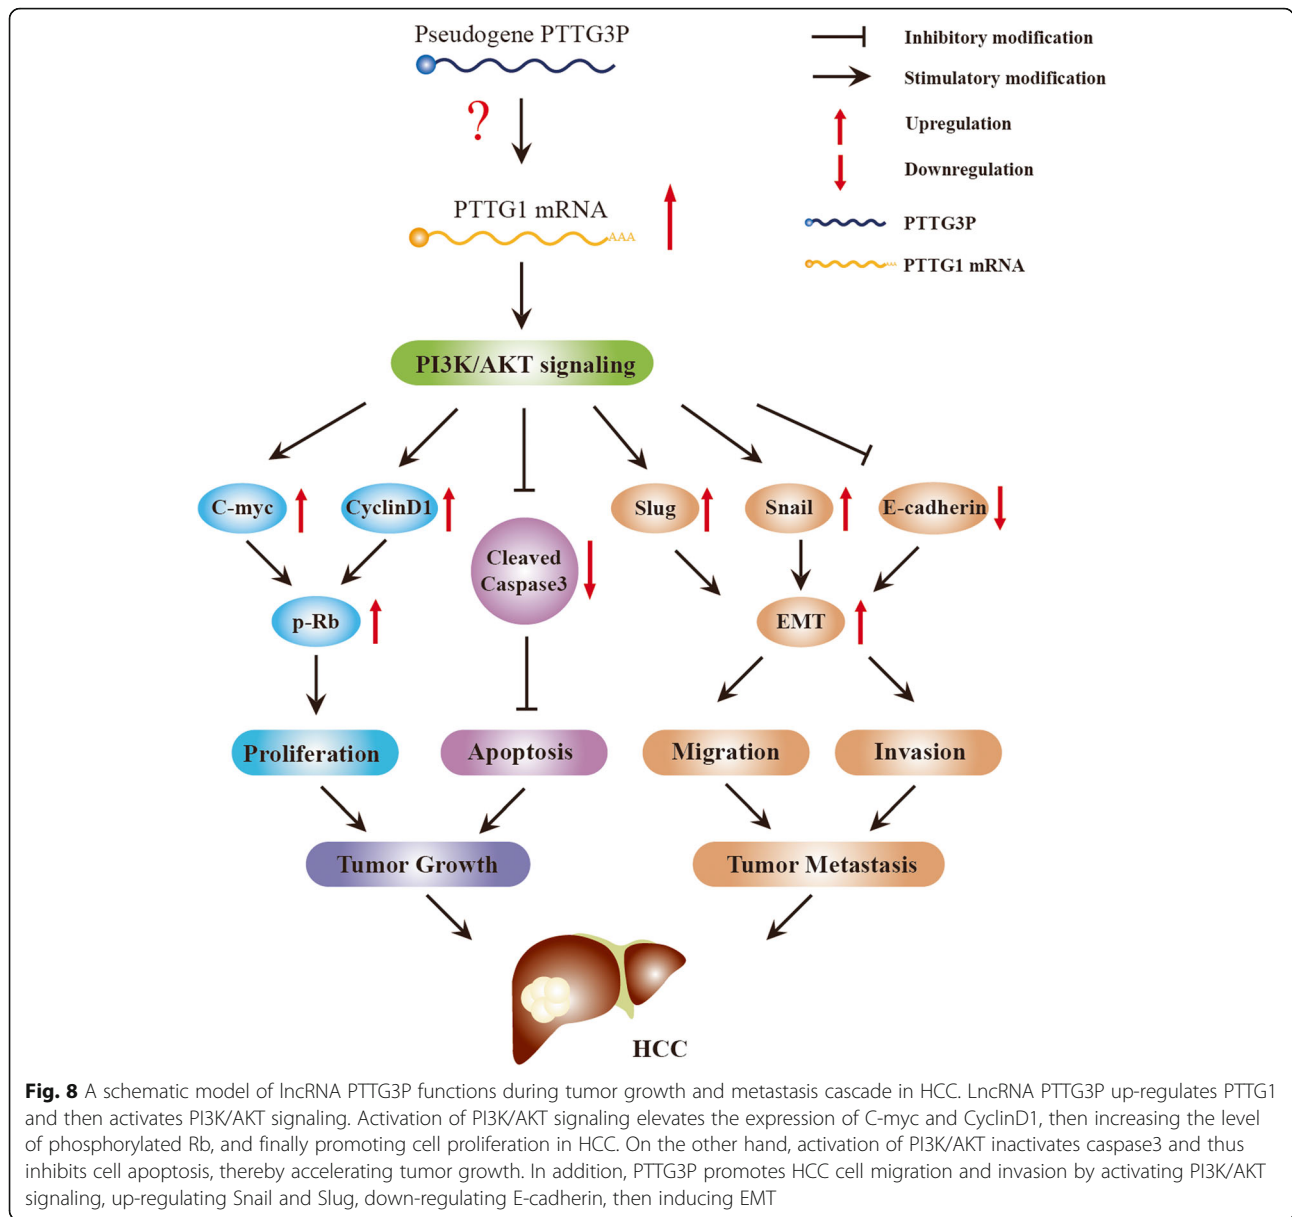 Pseudogene PTTG3P
?
PTTG1 mRNA
AAA
Inhibitory modification
Stimulatory modification
Upregulation
Downregulation
PTTG3P
AAA
PTTG1 mRNA
PI3K/AKT signaling
C-myc
CyclinD1
Cleaved
Caspase3
Slug
Snail
E-cadherin
p-Rb
EMT
Proliferation
Apoptosis
Migration
Invasion
Tumor Growth
Tumor Metastasis
HCC
Fig. 8 A schematic model of lncRNA PTTG3P functions during tumor growth and metastasis cascade in HCC. LncRNA PTTG3P up-regulates PTTG1
and then activates PI3K/AKT signaling. Activation of PI3K/AKT signaling elevates the expression of C-myc and CyclinD1, then increasing the level
of phosphorylated Rb, and finally promoting cell proliferation in HCC. On the other hand, activation of PI3K/AKT inactivates caspase3 and thus
inhibits cell apoptosis, thereby accelerating tumor growth. In addition, PTTG3P promotes HCC cell migration and invasion by activating PI3K/AKT
signaling, up-regulating Snail and Slug, down-regulating E-cadherin, then inducing EMT